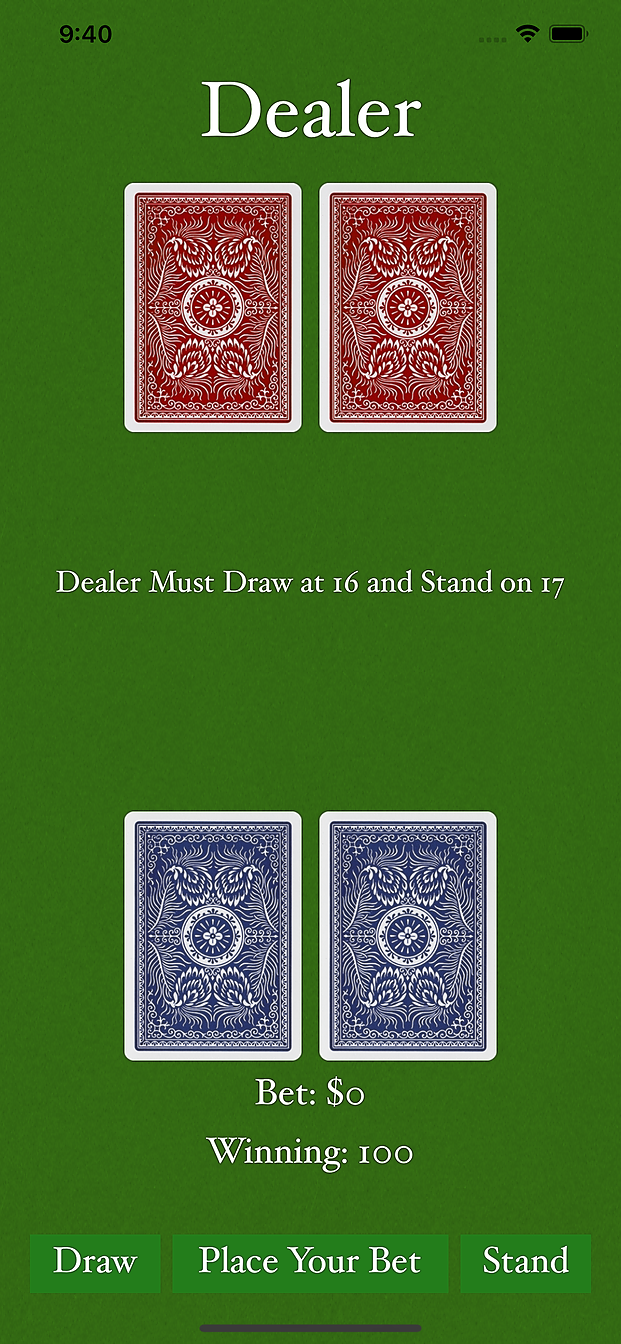 9:40
Dealer
Dealer Must Draw at 16 and Stand on 17
Bet: $0
Winning: 100
Draw
Place Your Bet
Stand